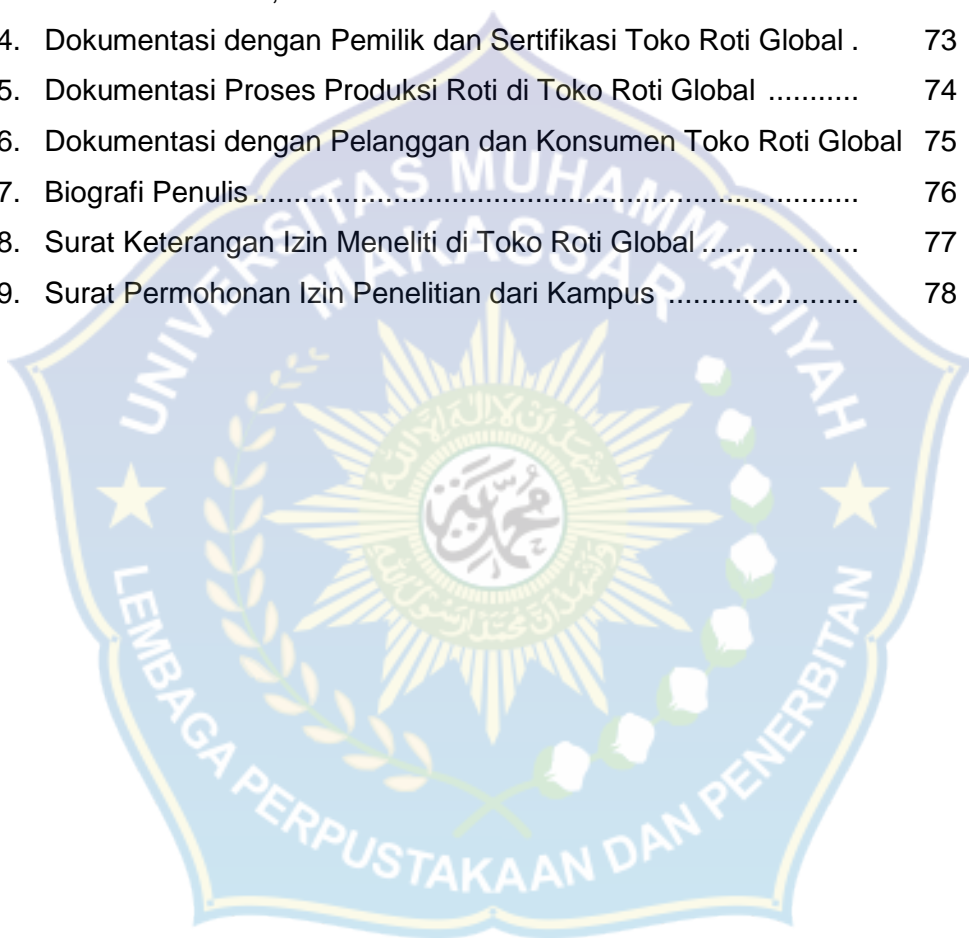 4. Dokumentasi dengan Pemilik dan Sertifikasi Toko Roti Global . 73
5. Dokumentasi Proses Produksi Roti di Toko Roti Global ........... 74
6. Dokumentasi dengan Pelanggan dan Konsumen Toko Roti Global 75
7. Biografi Penulis.................................................................... 76
8. Surat Keterangan Izin Meneliti di Toko Roti Global .................. 77
9. Surat Permohonan Izin Penelitian dari Kampus ...................... 78
UNIVERSITAS MUHAMMADIYAH
MAKASSAR
LEMBAGA PERPUSTAKAAN DAN PENERBITAN